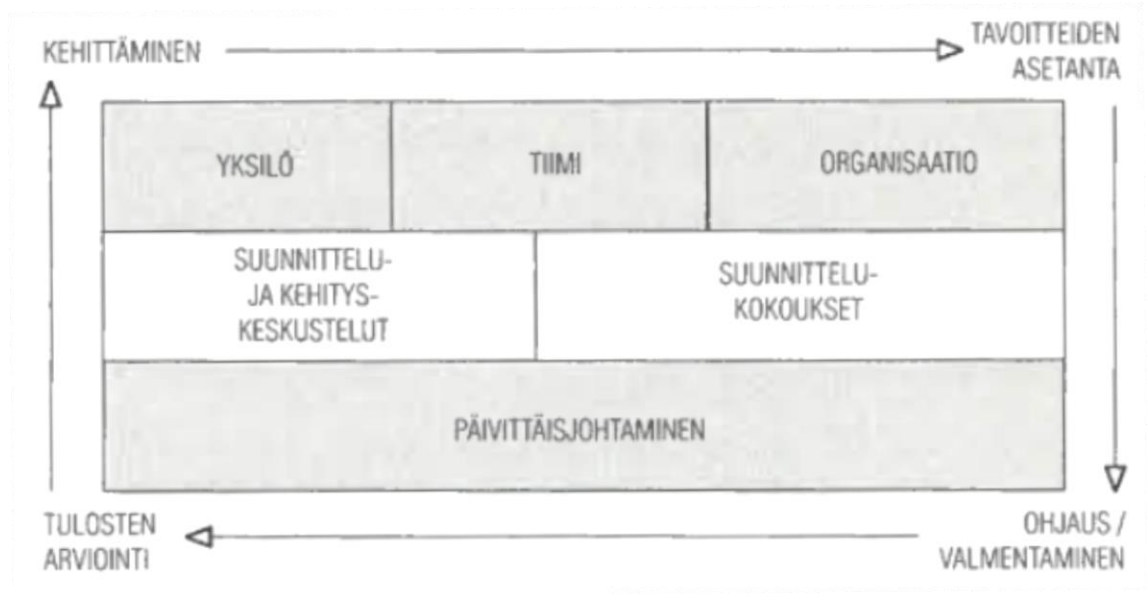 KEHITTÄMINEN
TAVOITTEIDEN
ASETANTA
YKSILÖ
TIIMI
ORGANISAATIO
SUUNNITTELU-
JA KEHITYS-
KESKUSTELUT
SUUNNITTELU-
KOKOUKSET
PÄIVITTÄISJOHTAMINEN
TULOSTEN
ARVIOINTI
OHJAUS /
VALMENTAMINEN